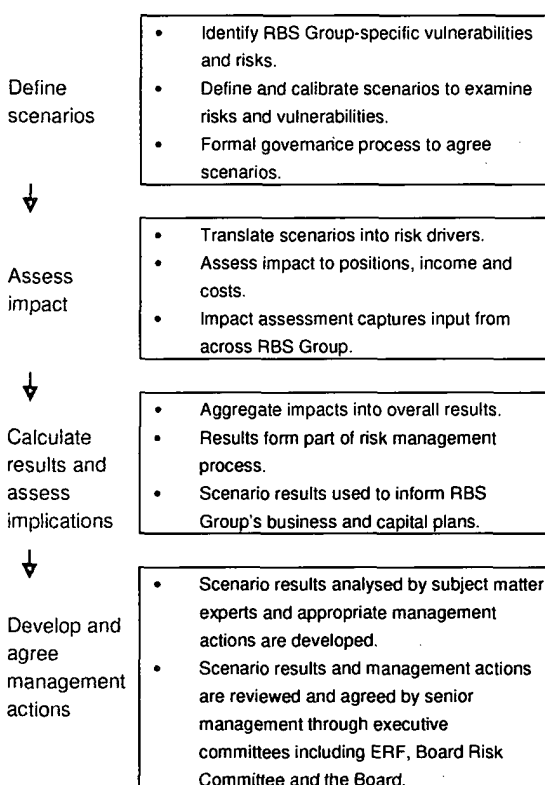 Define
scenarios
• Identify RBS Group-specific vulnerabilities
and risks.
• Define and calibrate scenarios to examine
risks and vulnerabilities.
• Formal governance process to agree
scenarios.
Assess
impact
• Translate scenarios into risk drivers.
• Assess impact to positions, income and
costs.
• Impact assessment captures input from
across RBS Group.
Calculate
results and
assess
implications
• Aggregate impacts into overall results.
• Results form part of risk management
process.
• Scenario results used to inform RBS
Group's business and capital plans.
Develop and
agree
management
actions
• Scenario results analysed by subject matter
experts and appropriate management
actions are developed.
• Scenario results and management actions
are reviewed and agreed by senior
management through executive
committees including ERF, Board Risk
Committee and the Board.